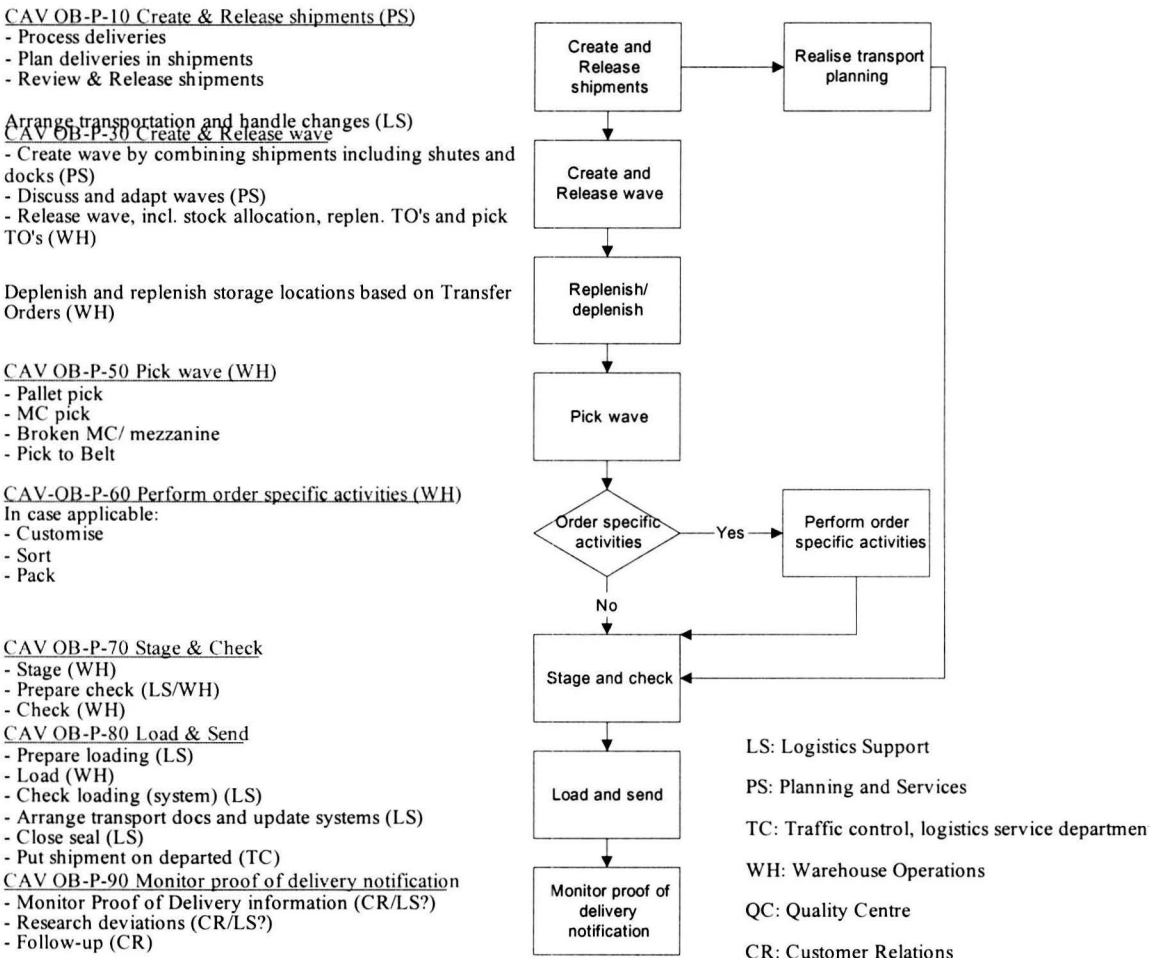 CAV OB-P-10 Create & Release shipments (PS)
- Process deliveries
- Plan deliveries in shipments
- Review & Release shipments
Arrange transportation and handle changes (LS)
CAV OB-P-30 Create & Release wave
- Create wave by combining shipments including shutes and
docks (PS)
- Discuss and adapt waves (PS)
- Release wave, incl. stock allocation, replen. TO's and pick
TO's (WH)
Deplenish and replenish storage locations based on Transfer
Orders (WH)
CAV OB-P-50 Pick wave (WH)
- Pallet pick
- MC pick
- Broken MC/ mezzanine
- Pick to Belt
CAV-OB-P-60 Perform order specific activities (WH)
In case applicable:
- Customise
- Sort
- Pack
CAV OB-P-70 Stage & Check
- Stage (WH)
- Prepare check (LS/WH)
- Check (WH)
CAV OB-P-80 Load & Send
- Prepare loading (LS)
- Load (WH)
- Check loading (system) (LS)
- Arrange transport docs and update systems (LS)
- Close seal (LS)
- Put shipment on departed (TC)
CAV OB-P-90 Monitor proof of delivery notification
- Monitor Proof of Delivery information (CR/LS?)
- Research deviations (CR/LS?)
- Follow-up (CR)
Create and
Release
shipments
Realise transport
planning
Create and
Release wave
Replenish/
deplenish
Pick wave
Order specific
activities
Yes
Perform order
specific activities
No
Stage and check
Load and send
Monitor proof of
delivery
notification
LS: Logistics Support
PS: Planning and Services
TC: Traffic control, logistics service departmen
WH: Warehouse Operations
QC: Quality Centre
CR: Customer Relations